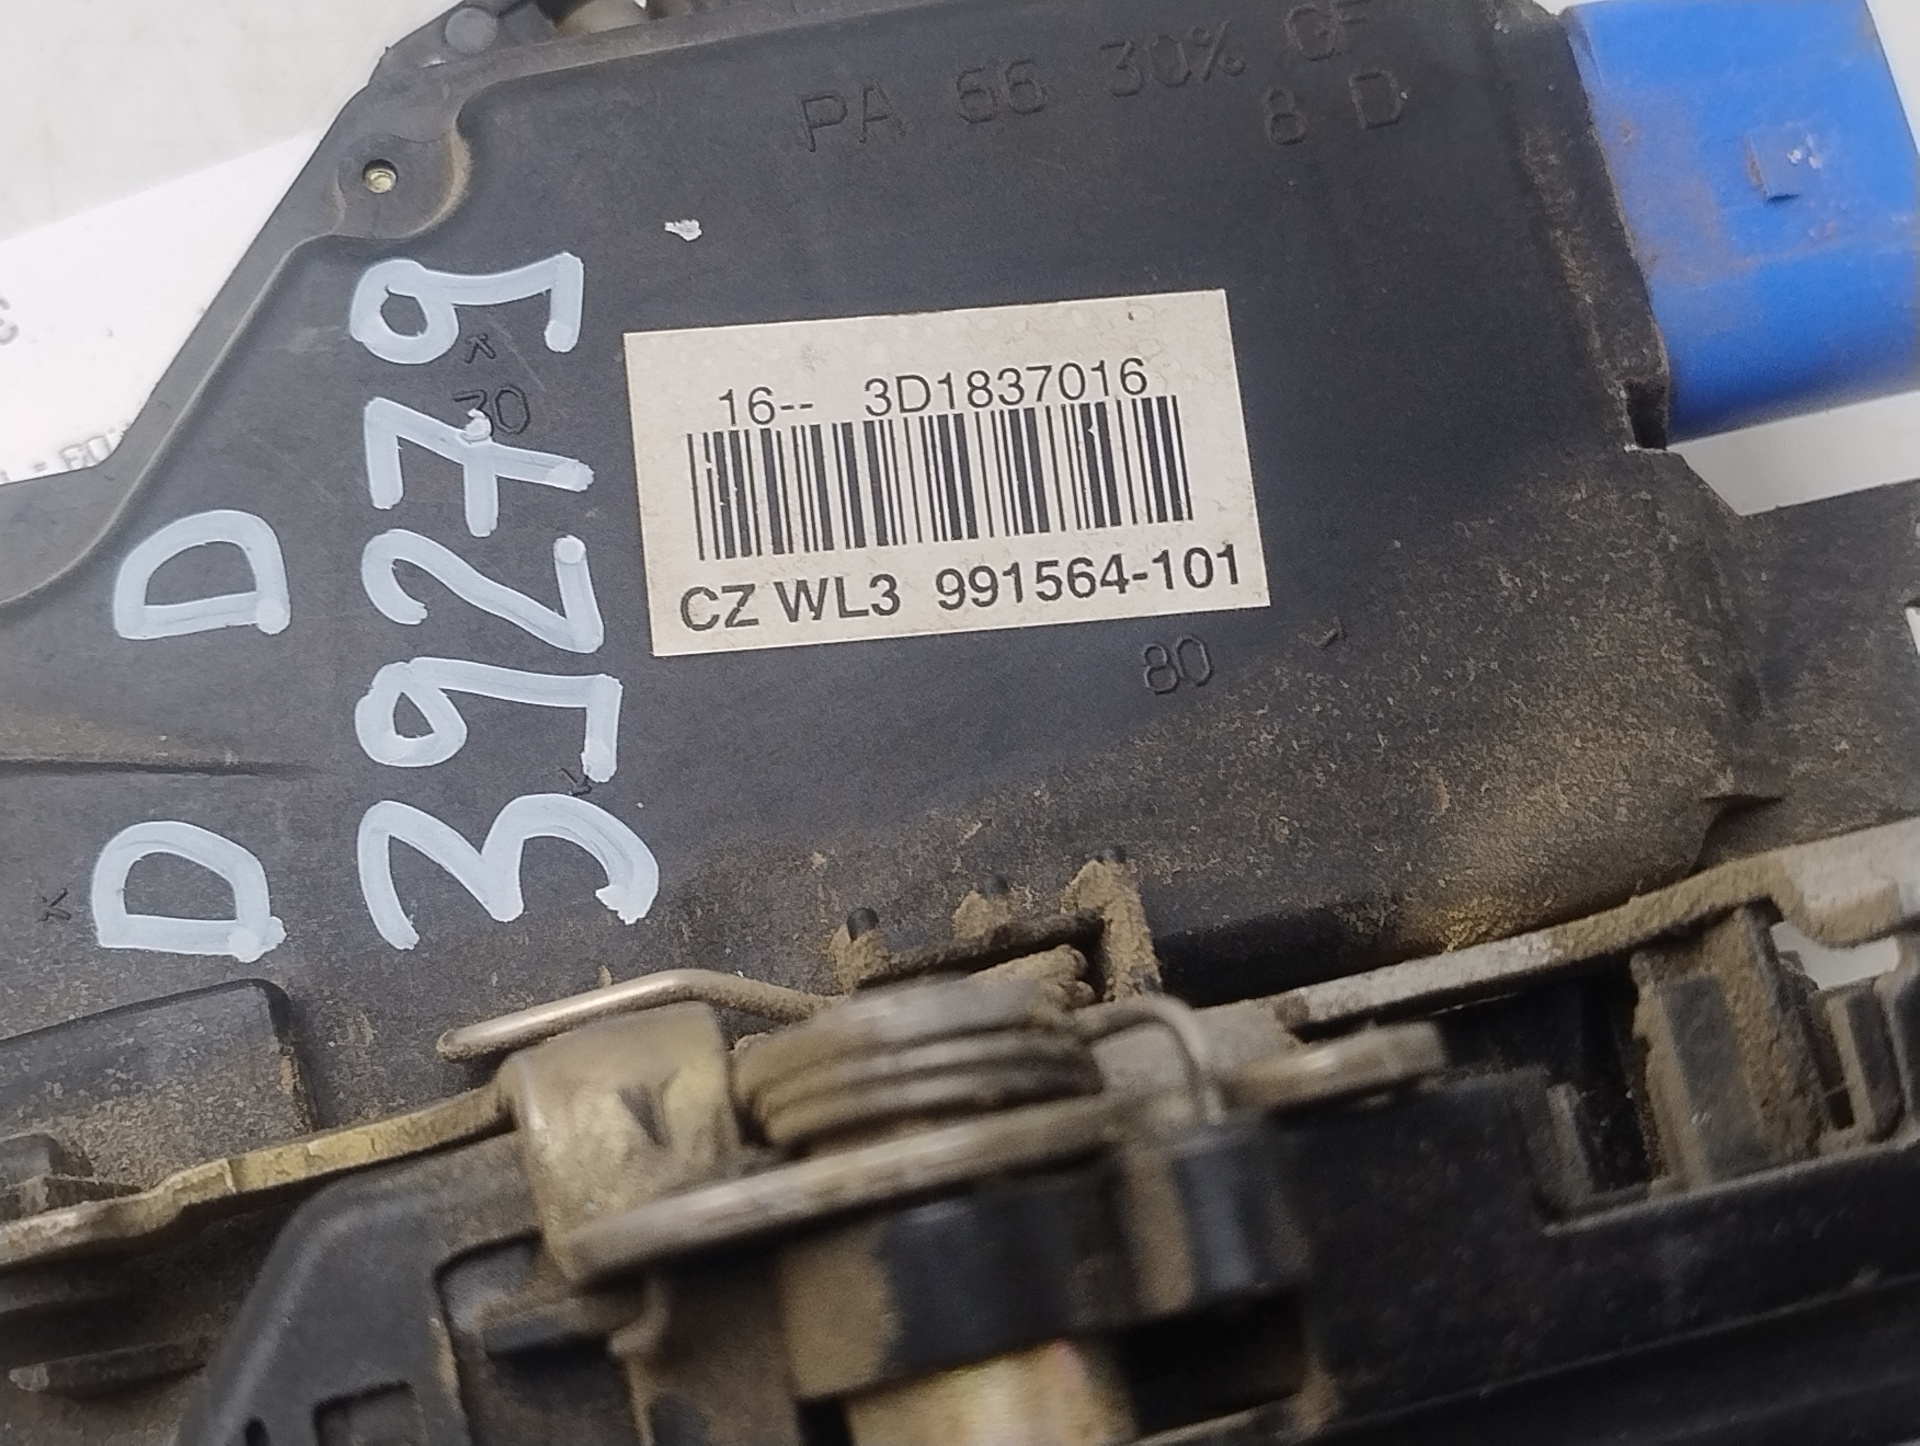 PA 66 30% GF
8 D
30
16-- 3D1837016
CZ WL3 991564-101
80
39279
D D